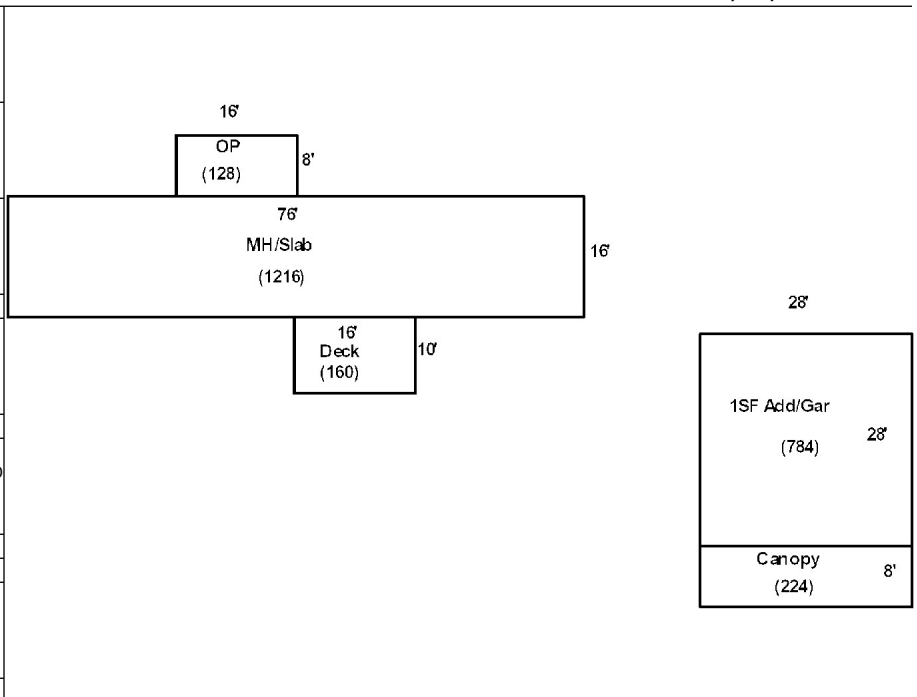 16'
OP
8'
(128)
76'
MH/Slab
16'
(1216)
28'
16'
Deck
10'
(160)
1SF Add/Gar
28'
(784)
Canopy
8'
(224)